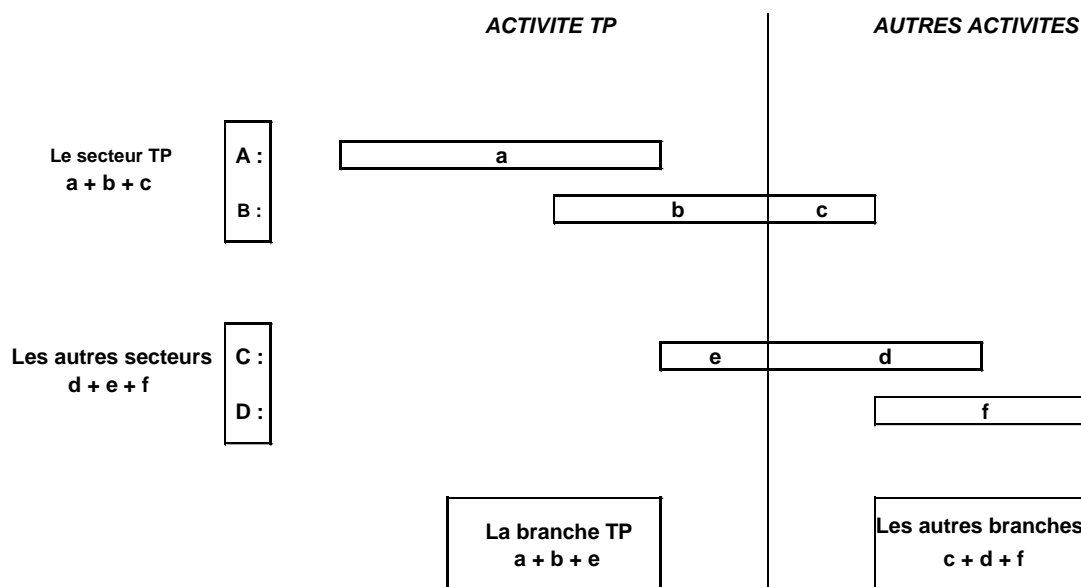 ACTIVITE TP
AUTRES ACTIVITES
Le secteur TP
a + b + c
A :
a
B :
b
c
Les autres secteurs
d + e + f
C :
e
d
D :
f
La branche TP
a + b + e
Les autres branches
c + d + f